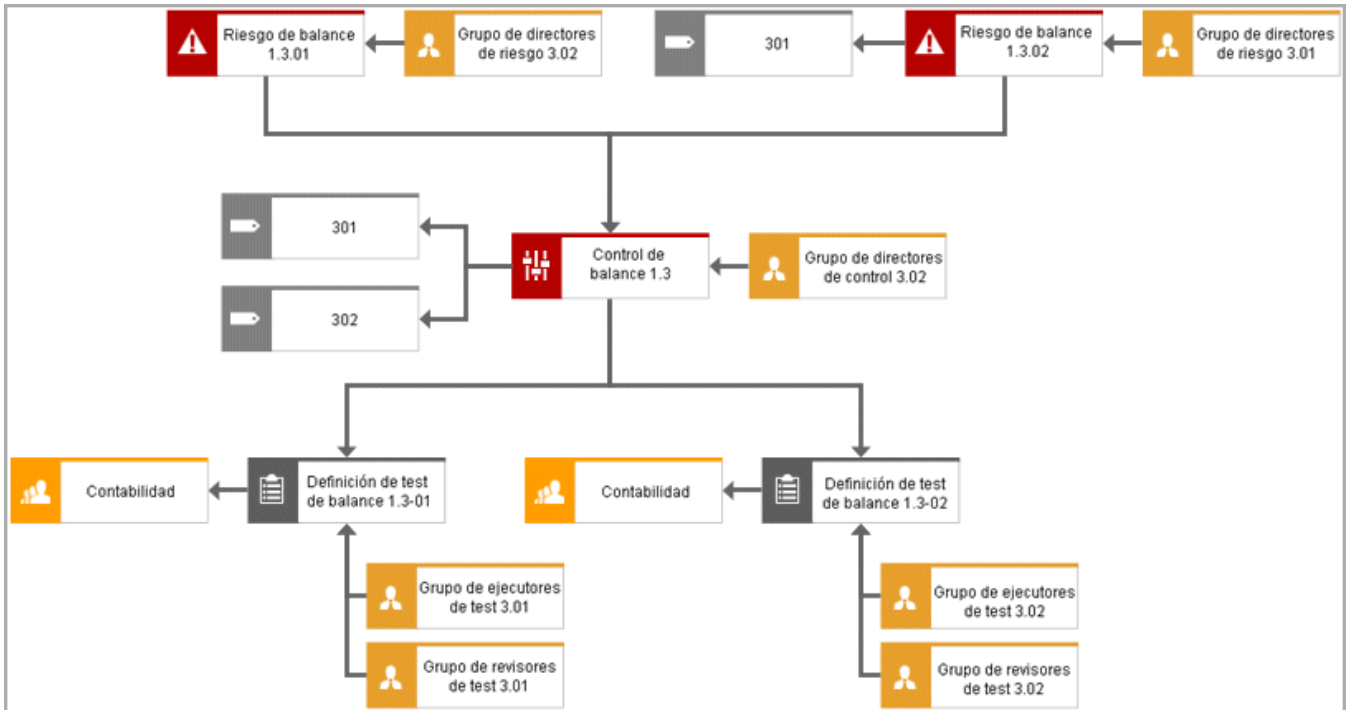 Riesgo de balance
1.3.01
Grupo de directores
de riesgo 3.02
301
Riesgo de balance
1.3.02
Grupo de directores
de riesgo 3.01
301
302
Control de
balance 1.3
Grupo de directores
de control 3.02
Contabilidad
Definición de test
de balance 1.3-01
Contabilidad
Definición de test
de balance 1.3-02
Grupo de ejecutores
de test 3.01
Grupo de revisores
de test 3.01
Grupo de ejecutores
de test 3.02
Grupo de revisores
de test 3.02